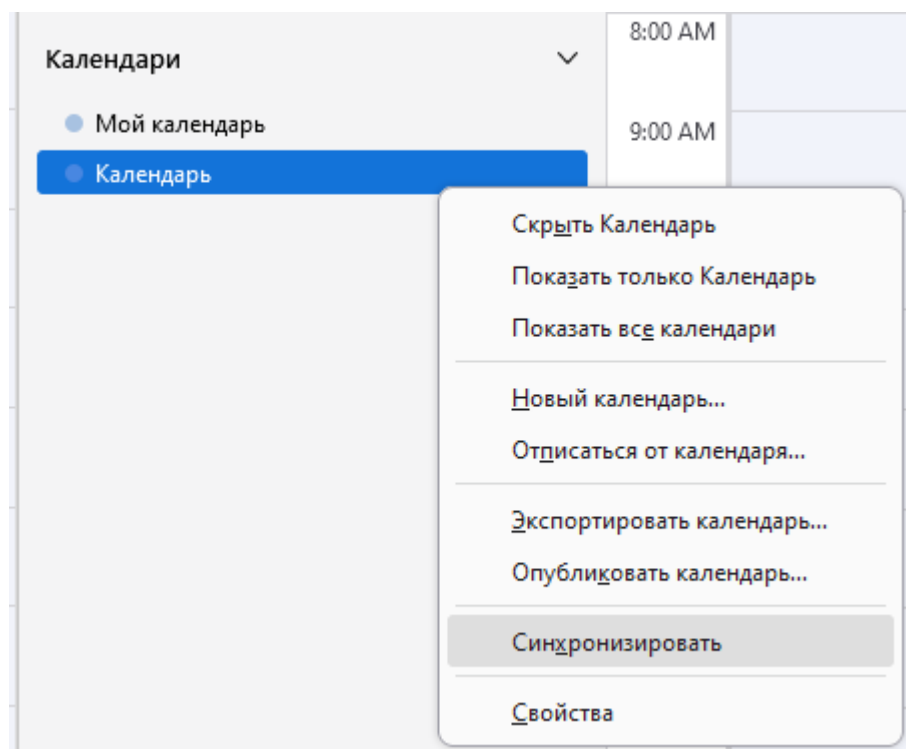 Календари
8:00 AM
Мой календарь
9:00 AM
Календарь
Скрыть Календарь
Показать только Календарь
Показать все календари
Новый календарь...
Отписаться от календаря...
Экспортировать календарь...
Опубликовать календарь...
Синхронизировать
Свойства